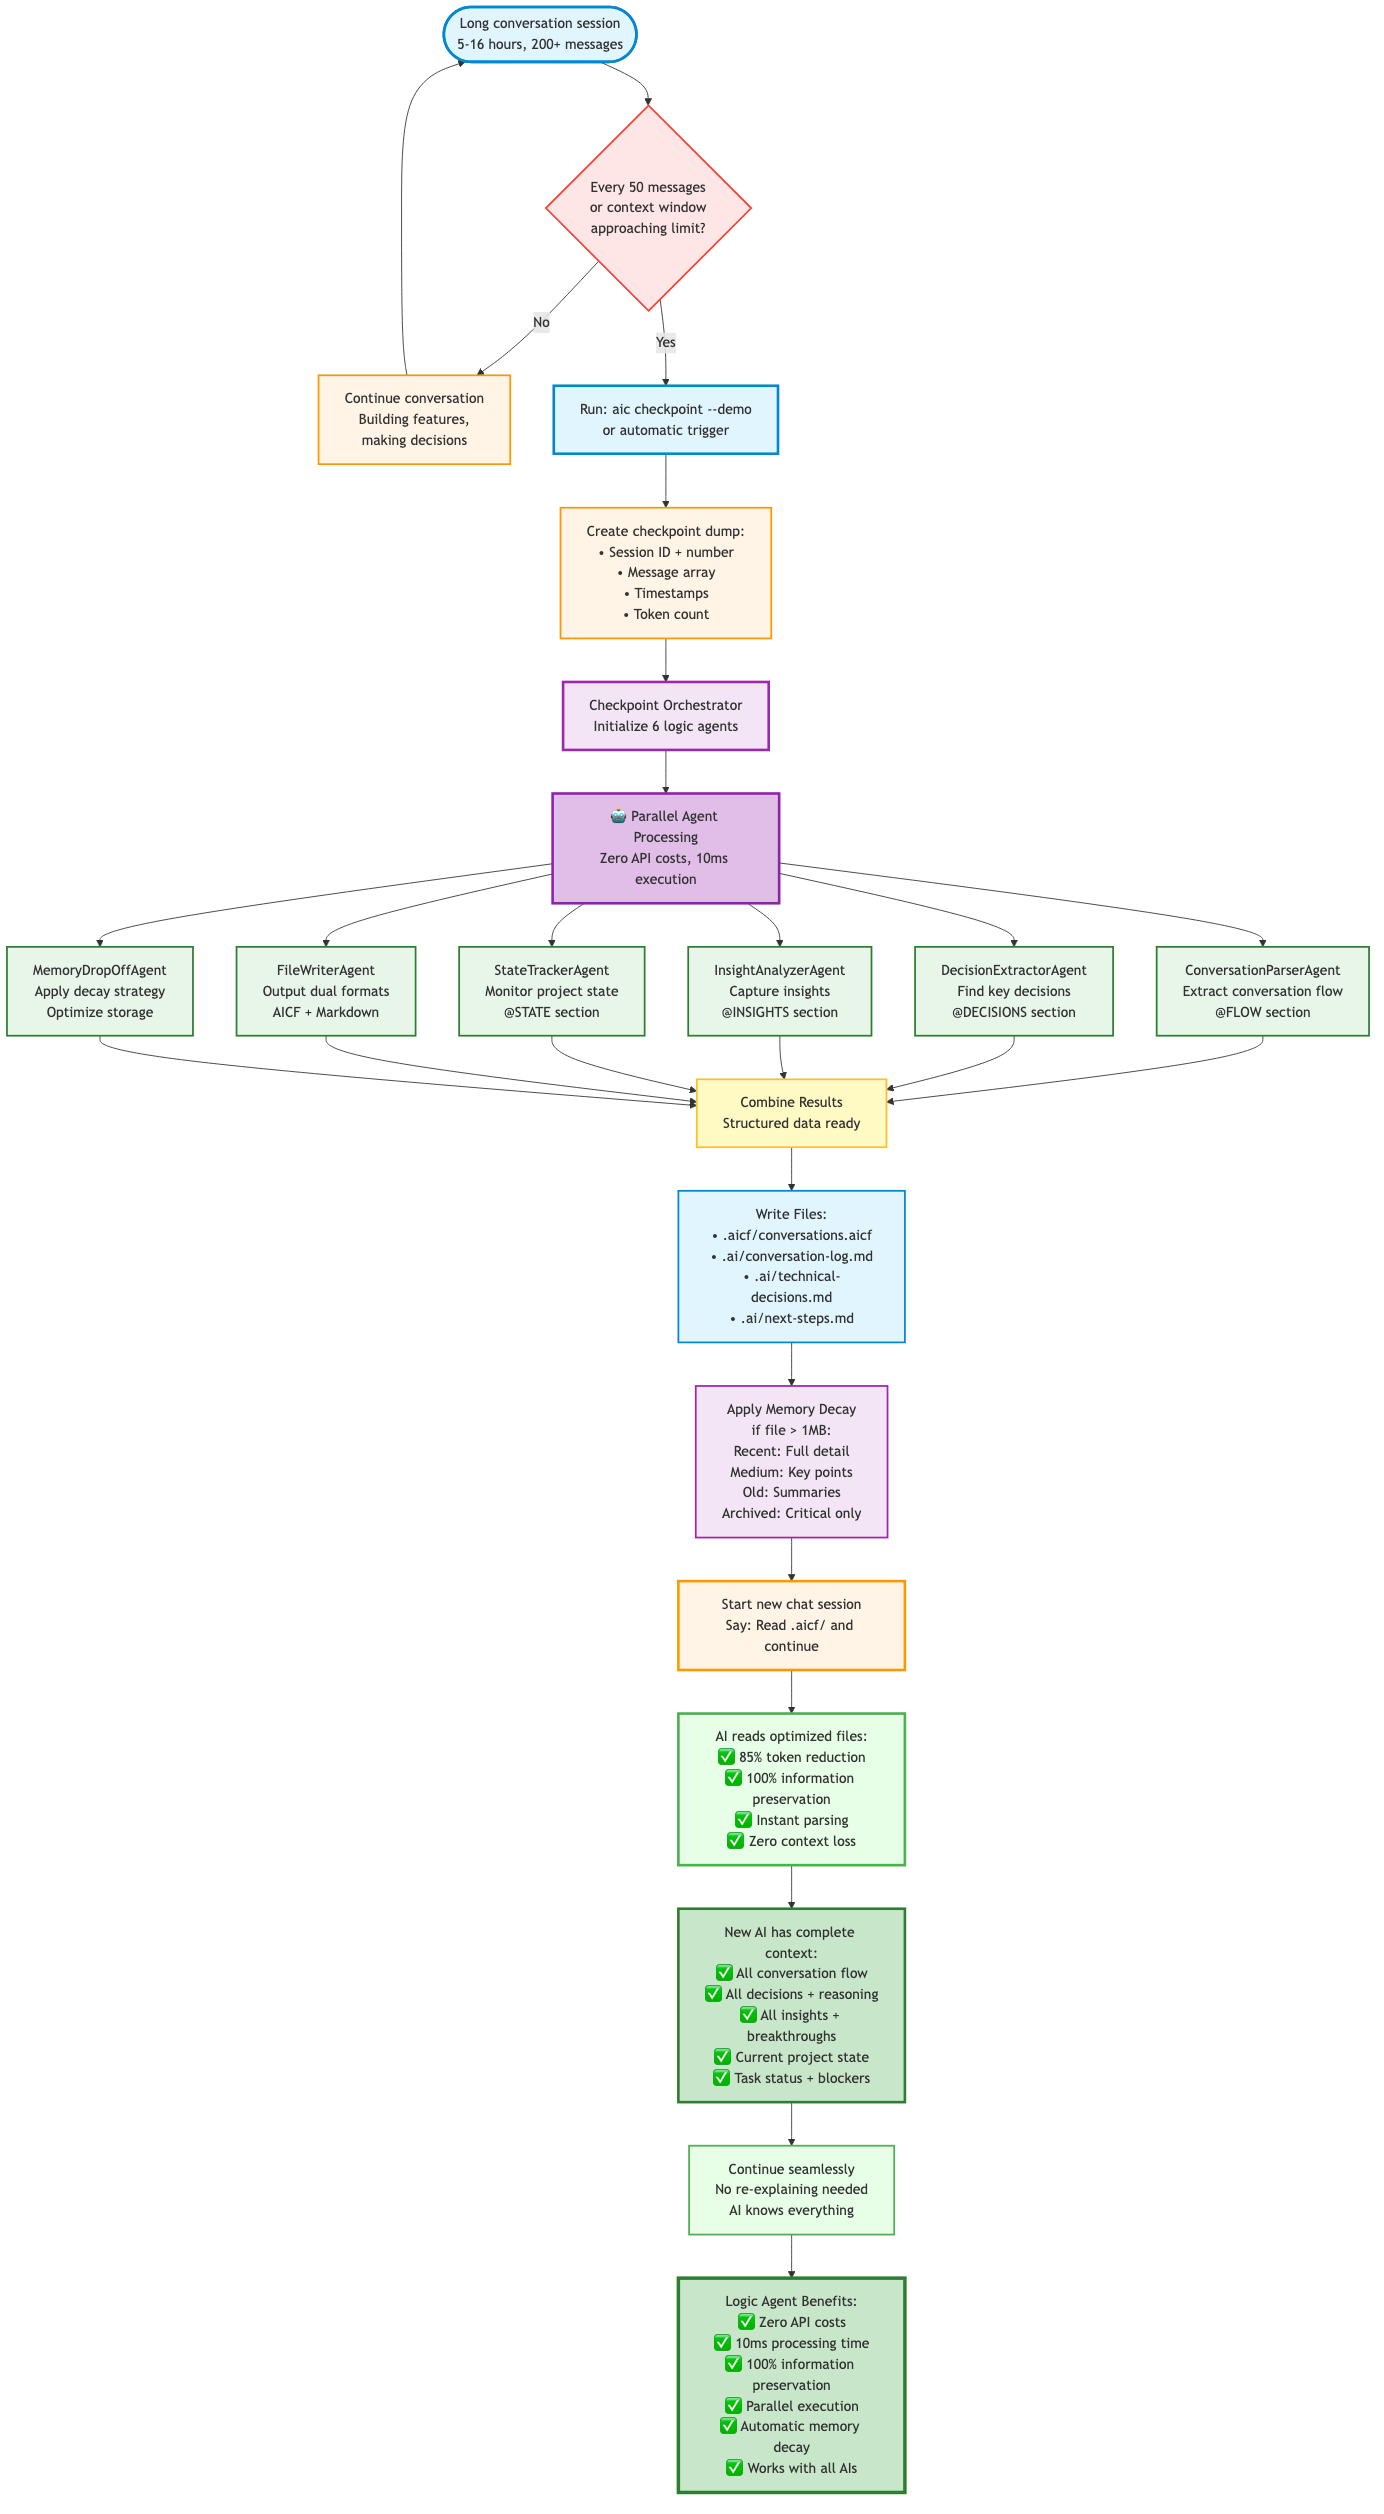 Long conversation session
5-16 hours, 200+ messages
Every 50 messages
or context window
approaching limit?
No
Yes
Continue conversation
Building features,
making decisions
Run: aic checkpoint --demo
or automatic trigger
Create checkpoint dump:
• Session ID + number
• Message array
• Timestamps
• Token count
Checkpoint Orchestrator
Initialize 6 logic agents
🤖 Parallel Agent
Processing
Zero API costs, 10ms
execution
MemoryDropOffAgent
Apply decay strategy
Optimize storage
FileWriterAgent
Output dual formats
AICF + Markdown
StateTrackerAgent
Monitor project state
@STATE section
InsightAnalyzerAgent
Capture insights
@INSIGHTS section
DecisionExtractorAgent
Find key decisions
@DECISIONS section
ConversationParserAgent
Extract conversation flow
@FLOW section
Combine Results
Structured data ready
Write Files:
• .aicf/conversations.aicf
• .ai/conversation-log.md
• .ai/technical-
decisions.md
• .ai/next-steps.md
Apply Memory Decay
if file > 1MB:
Recent: Full detail
Medium: Key points
Old: Summaries
Archived: Critical only
Start new chat session
Say: Read .aicf/ and
continue
AI reads optimized files:
✅ 85% token reduction
✅ 100% information
preservation
✅ Instant parsing
✅ Zero context loss
New AI has complete
context:
✅ All conversation flow
✅ All decisions + reasoning
✅ All insights +
breakthroughs
✅ Current project state
✅ Task status + blockers
Continue seamlessly
No re-explaining needed
AI knows everything
Logic Agent Benefits:
✅ Zero API costs
✅ 10ms processing time
✅ 100% information
preservation
✅ Parallel execution
✅ Automatic memory
decay
✅ Works with all AIs